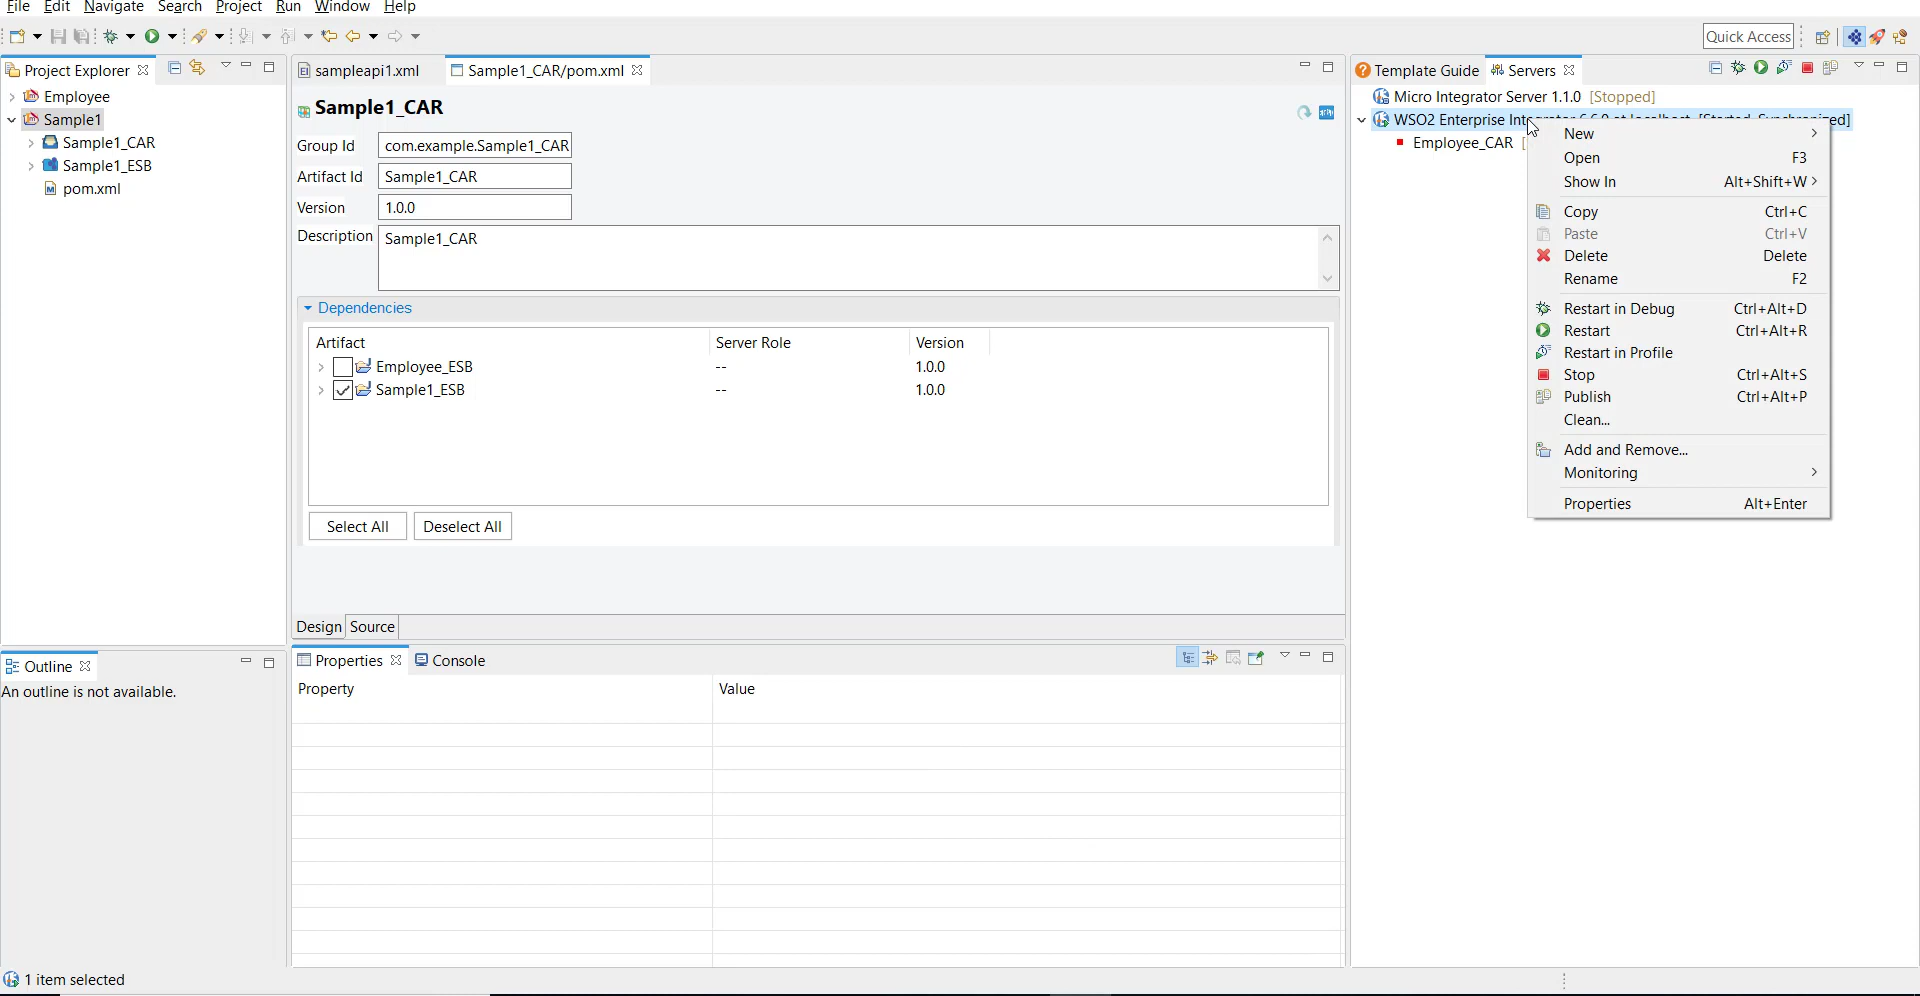 File Edit Navigate Search Project Run Window Help
Quick Access
Project Explorer
Employee
Sample1
Sample1_CAR
Sample1_ESB
pom.xml
sampleapi1.xml Sample1_CAR/pom.xml
Sample1_CAR
Group Id com.example.Sample1_CAR
Artifact Id Sample1_CAR
Version 1.0.0
Description Sample1_CAR
Dependencies
Artifact Server Role Version
Employee_ESB -- 1.0.0
Sample1_ESB -- 1.0.0
Select All Deselect All
Design Source
Template Guide Servers
Micro Integrator Server 1.1.0 [Stopped]
WSO2 Enterprise
Employee_CAR
New
Open F3
Show In Alt+Shift+W
Copy Ctrl+C
Paste Ctrl+V
Delete Delete
Rename F2
Restart in Debug Ctrl+Alt+D
Restart Ctrl+Alt+R
Restart in Profile
Stop Ctrl+Alt+S
Publish Ctrl+Alt+P
Clean...
Add and Remove...
Monitoring
Properties Alt+Enter
Outline
An outline is not available.
Properties Console
Property Value
1 item selected